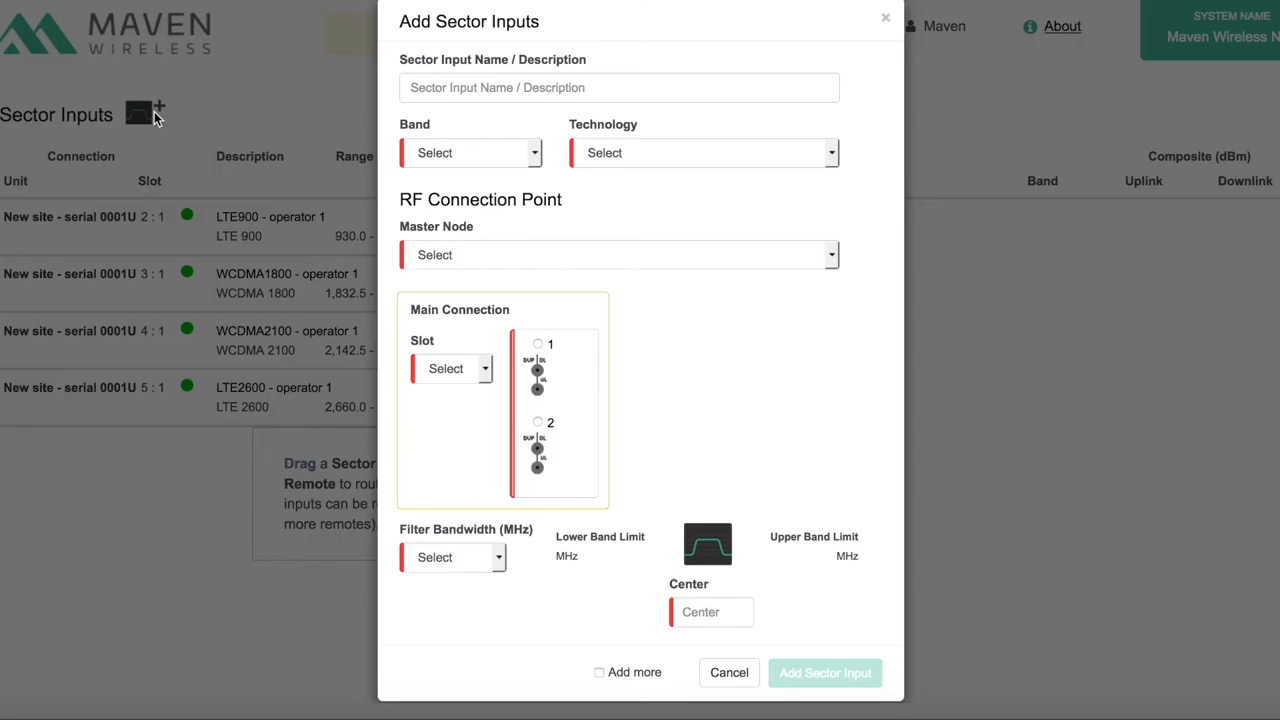 MAVEN
WIRELESS
Add Sector Inputs
×
Maven
About
SYSTEM NAME
Maven Wireless N
Sector Inputs
Sector Input Name / Description
Sector Input Name / Description
Band
Technology
Select
Select
RF Connection Point
Master Node
Select
Main Connection
Slot
Select
1
DUP DL
UL
2
DUP DL
UL
Filter Bandwidth (MHz)
Select
Lower Band Limit
MHz
Upper Band Limit
MHz
Center
Center
Add more
Cancel
Add Sector Input
Connection
Description
Range
Composite (dBm)
Unit
Slot
Band
Uplink
Downlink
New site - serial 0001U 2 : 1
LTE900 - operator 1
LTE 900
930.0 -
New site - serial 0001U 3 : 1
WCDMA1800 - operator 1
WCDMA 1800
1,832.5 -
New site - serial 0001U 4 : 1
WCDMA2100 - operator 1
WCDMA 2100
2,142.5 -
New site - serial 0001U 5 : 1
LTE2600 - operator 1
LTE 2600
2,660.0 -
Drag a Sector
Remote to rout
inputs can be r
more remotes)